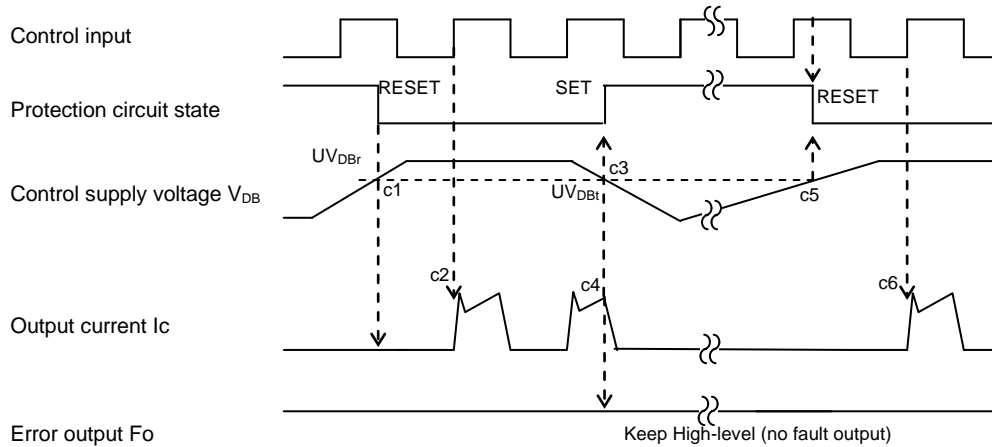 Control input
RESET
SET
RESET
Protection circuit state
UVDBr
c1
c3
Control supply voltage VDB
UVDBt
c5
c2
c4
c6
Output current Ic
Error output Fo
Keep High-level (no fault output)